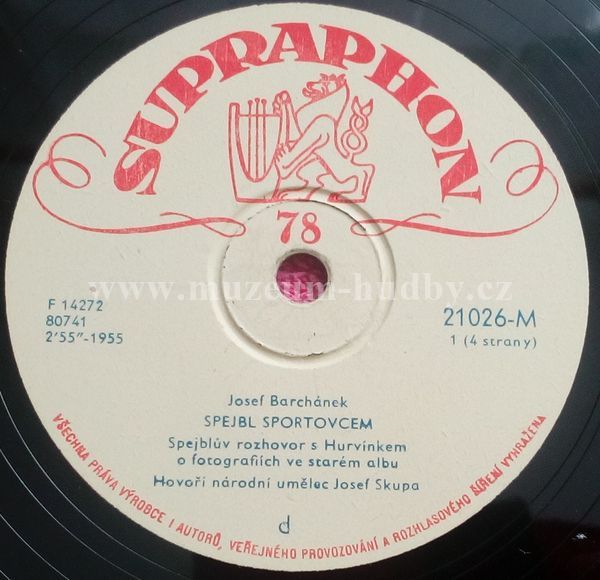 SUPRAPHON
78
www.muzeum-hudby.cz
F 14272
80741
2'55"-1955
21026-M
1 (4 strany)
Josef Barchánek
SPEJBL SPORTOVCEM
Spejblův rozhovor s Hurvínkem
o fotografiích ve starém albu
Hovoří národní umělec Josef Skupa
d
VŠECHNA PRÁVA VÝROBCE I AUTORŮ, VEŘEJNÉHO PROVOZOVÁNÍ A ROZHLASOVÉHO ŠÍŘENÍ VYHRAŽENA